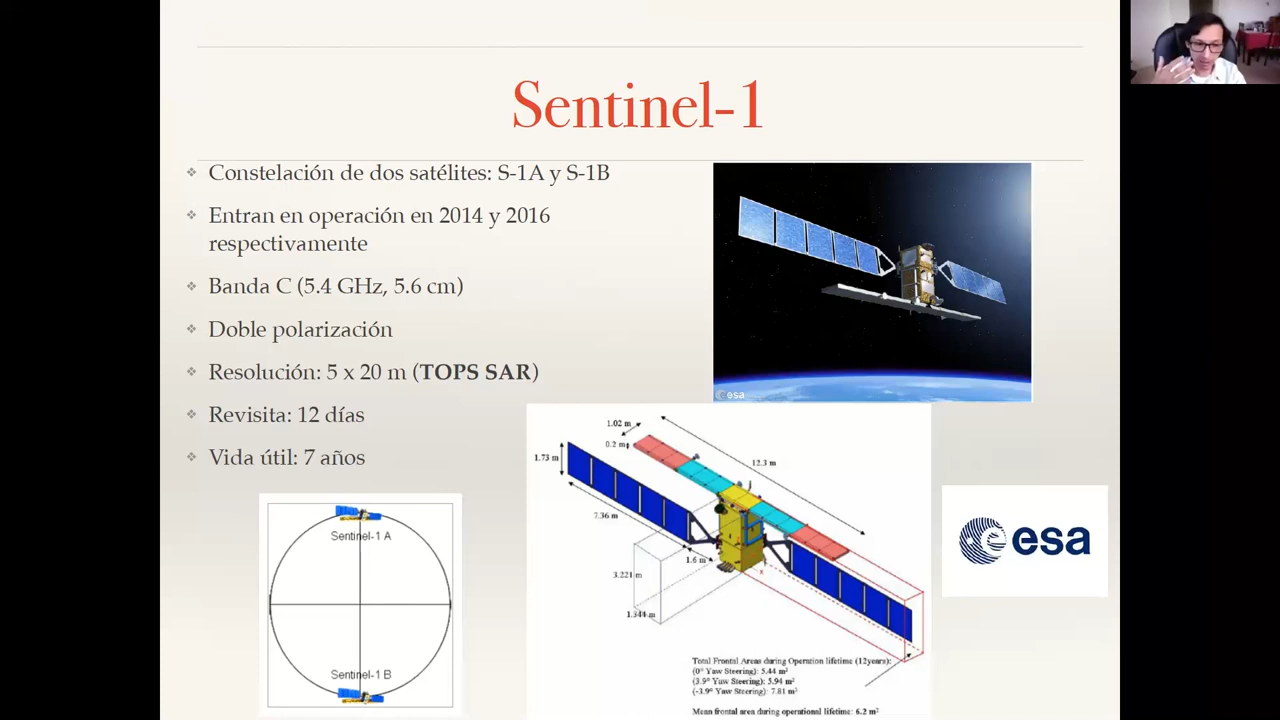 Sentinel-1
Constelación de dos satélites: S-1A y S-1B
Entran en operación en 2014 y 2016
respectivamente
Banda C (5.4 GHz, 5.6 cm)
Doble polarización
Resolución: 5 x 20 m (TOPS SAR)
Revisita: 12 días
Vida útil: 7 años
esa
1.02 m
0.2 m
1.73 m
12.3 m
7.36 m
1.6 m
3.221 m
1.344 m
Total Frontal Areas during Operation lifetime (12years):
(0° Yaw Steering): 5.44 m²
(3.9° Yaw Steering): 5.94 m²
(-3.9° Yaw Steering): 7.81 m²
Mean frontal area during operational lifetime: 6.2 m²
Sentinel-1 A
Sentinel-1 B
esa